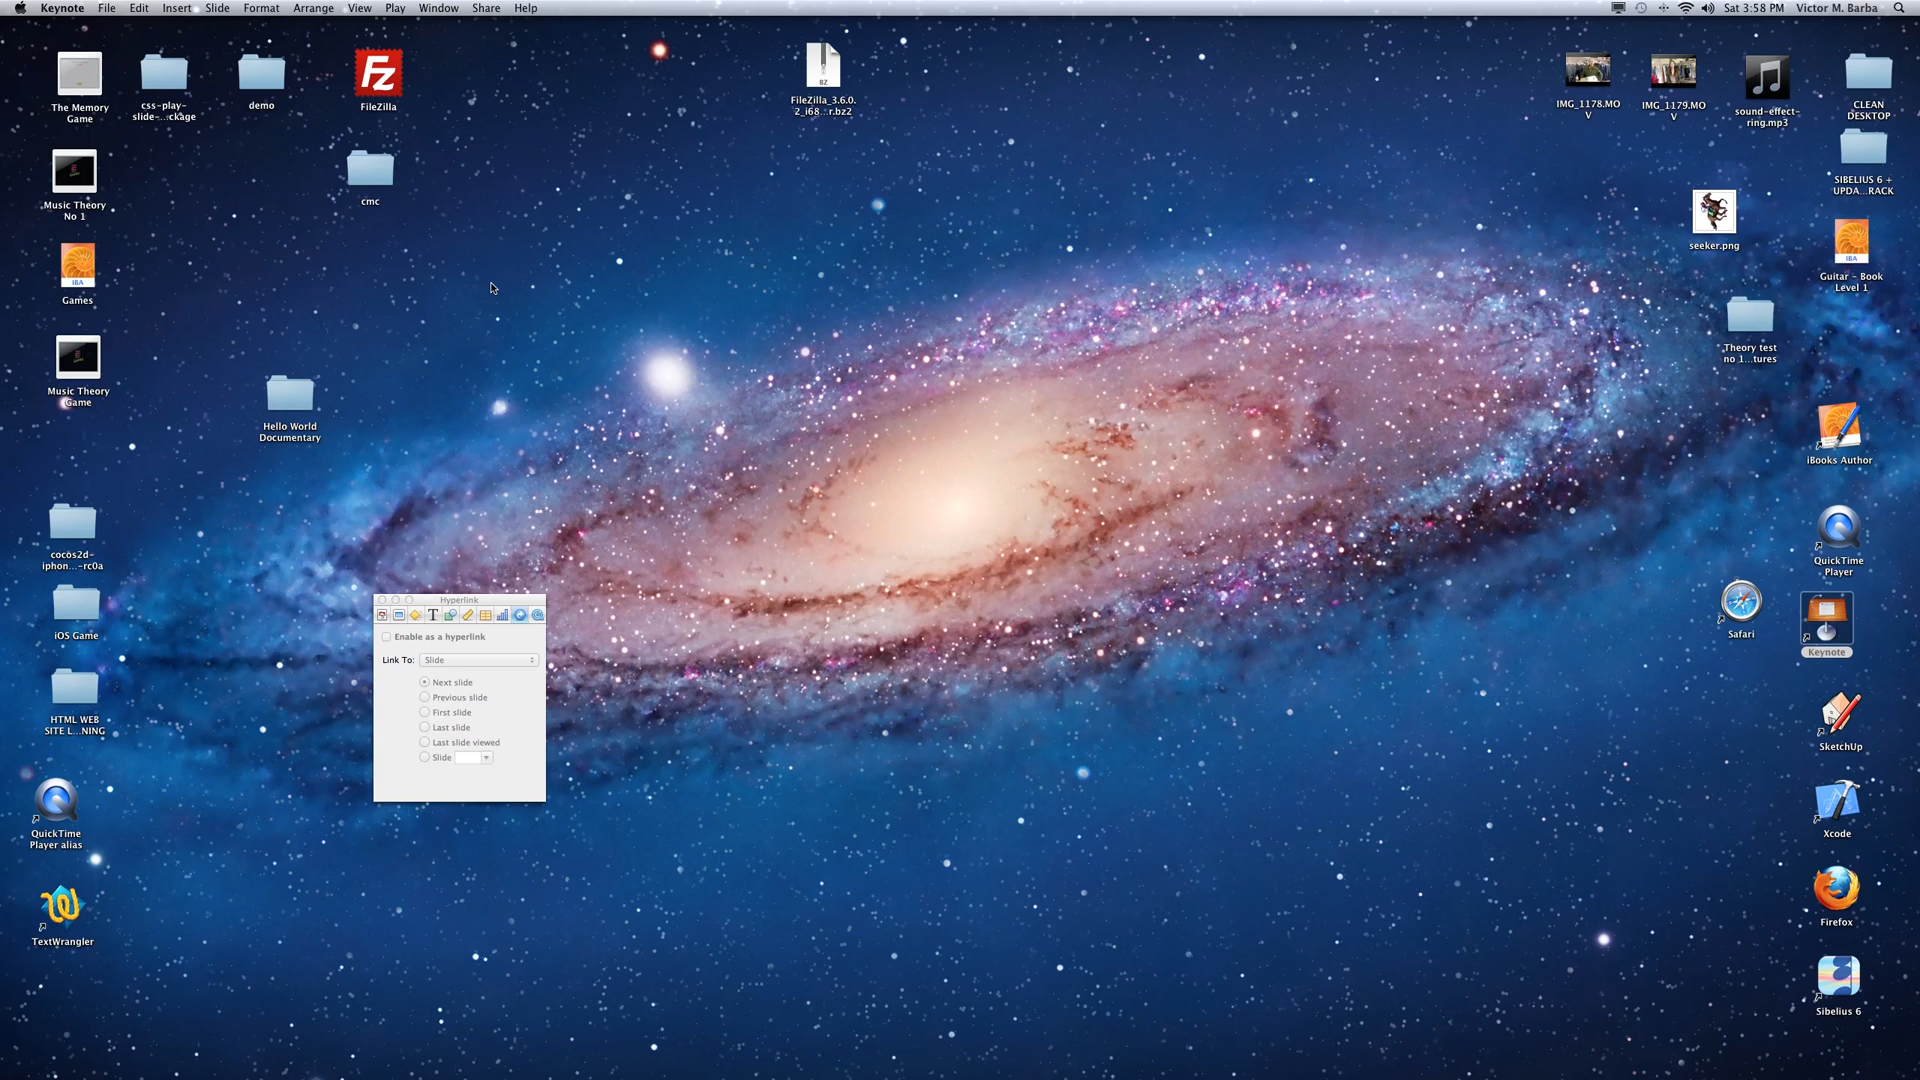 Keynote File Edit Insert Slide Format Arrange View Play Window Share Help
Sat 3:58 PM Victor M. Barba
The Memory
Game
css-play-
slide-...ckage
demo
FileZilla
BZ
FileZilla_3.6.0.
2_i68...r.bz2
IMG_1178.MO
V
IMG_1179.MO
V
sound-effect-
ring.mp3
CLEAN
DESKTOP
Music Theory
No 1
cmc
SIBELIUS 6 +
UPDA...RACK
seeker.png
IBA
Games
IBA
Guitar - Book
Level 1
Music Theory
Game
Theory test
no 1...tures
Hello World
Documentary
iBooks Author
cocos2d-
iphon...-rc0a
QuickTime
Player
iOS Game
Safari
Keynote
Hyperlink
Enable as a hyperlink
Link To: Slide
Next slide
Previous slide
First slide
Last slide
Last slide viewed
Slide
HTML WEB
SITE L...NING
SketchUp
QuickTime
Player alias
Xcode
TextWrangler
Firefox
Sibelius 6